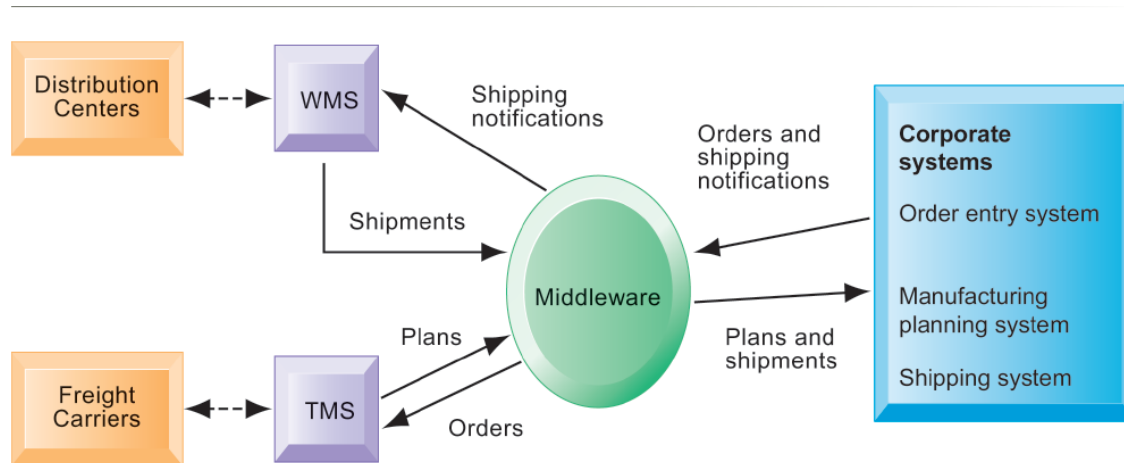 Distribution
Centers
WMS
Shipping
notifications
Orders and
shipping
notifications
Corporate
systems
Order entry system
Shipments
Middleware
Manufacturing
planning system
Plans
Plans and
shipments
Shipping system
Freight
Carriers
TMS
Orders